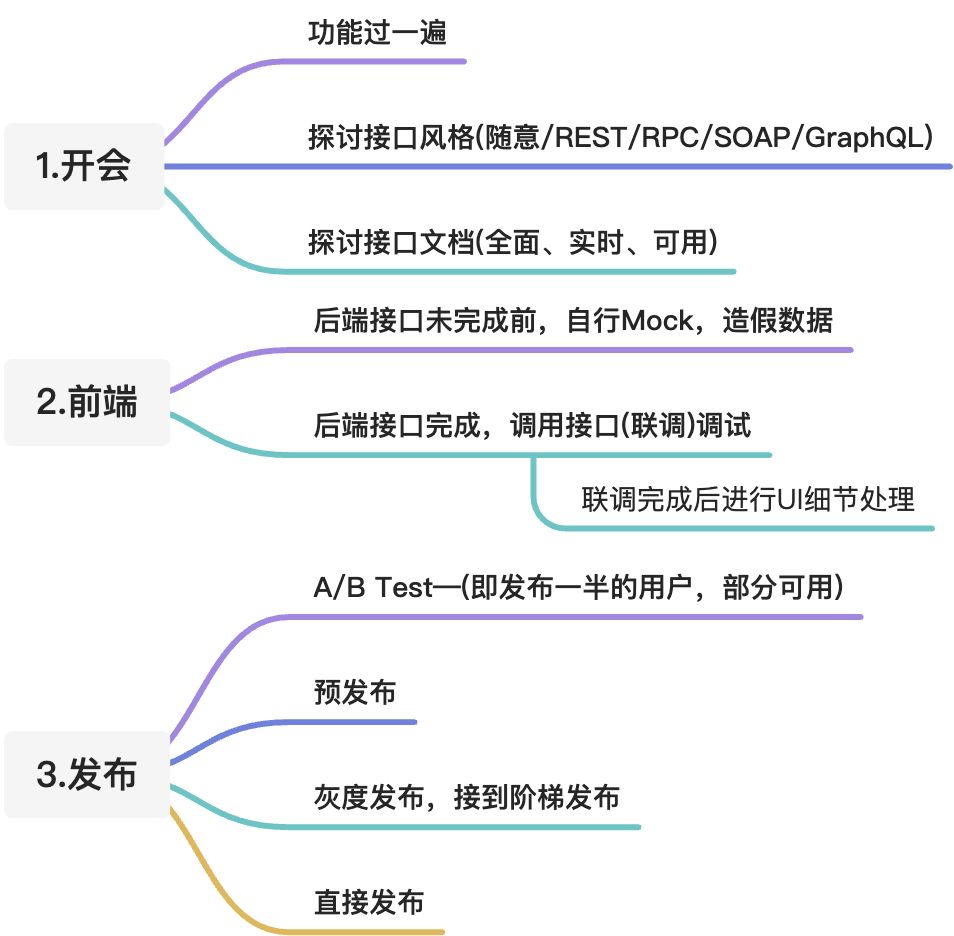 1.开会
功能过一遍
探讨接口风格(随意/REST/RPC/SOAP/GraphQL)
探讨接口文档(全面、实时、可用)
2.前端
后端接口未完成前，自行Mock，造假数据
后端接口完成，调用接口(联调)调试
联调完成后进行UI细节处理
3.发布
A/B Test—(即发布一半的用户，部分可用)
预发布
灰度发布，接到阶梯发布
直接发布